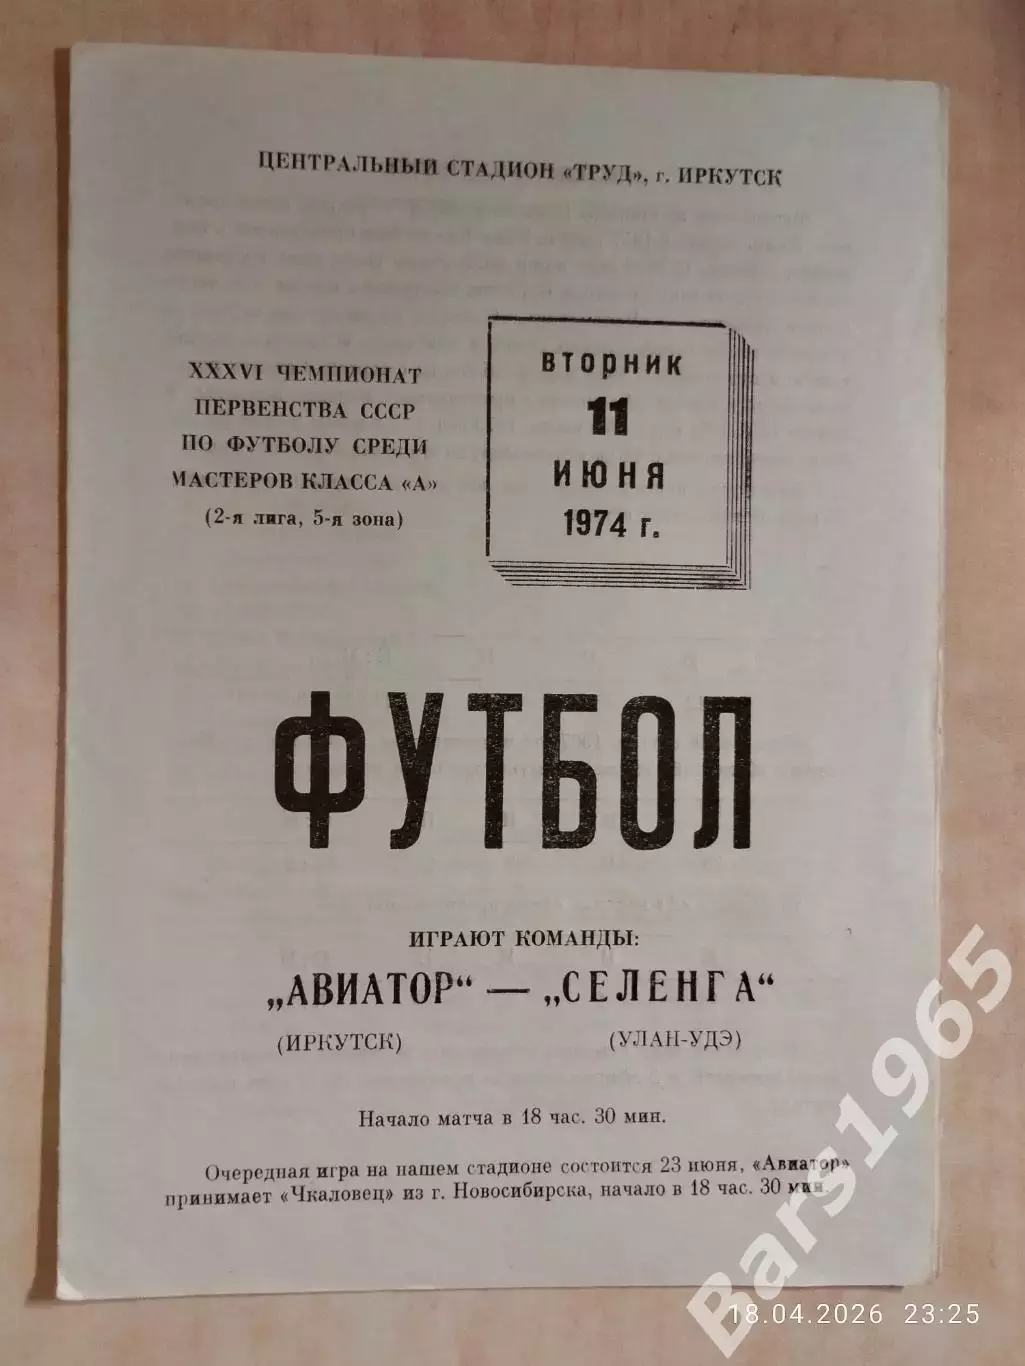 ЦЕНТРАЛЬНЫЙ СТАДИОН «ТРУД», г. ИРКУТСК
XXXVI ЧЕМПИОНАТ
ПЕРВЕНСТВА СССР
ПО ФУТБОЛУ СРЕДИ
МАСТЕРОВ КЛАССА «А»
(2-я лига, 5-я зона)
ВТОРНИК
11
ИЮНЯ
1974 г.
ФУТБОЛ
ИГРАЮТ КОМАНДЫ:
„АВИАТОР“ — „СЕЛЕНГА“
(ИРКУТСК) (УЛАН-УДЭ)
Начало матча в 18 час. 30 мин.
Очередная игра на нашем стадионе состоится 23 июня, «Авиатор»
принимает «Чкаловец» из г. Новосибирска, начало в 18 час. 30 мин.
Bars1965
18.04.2026 23:25